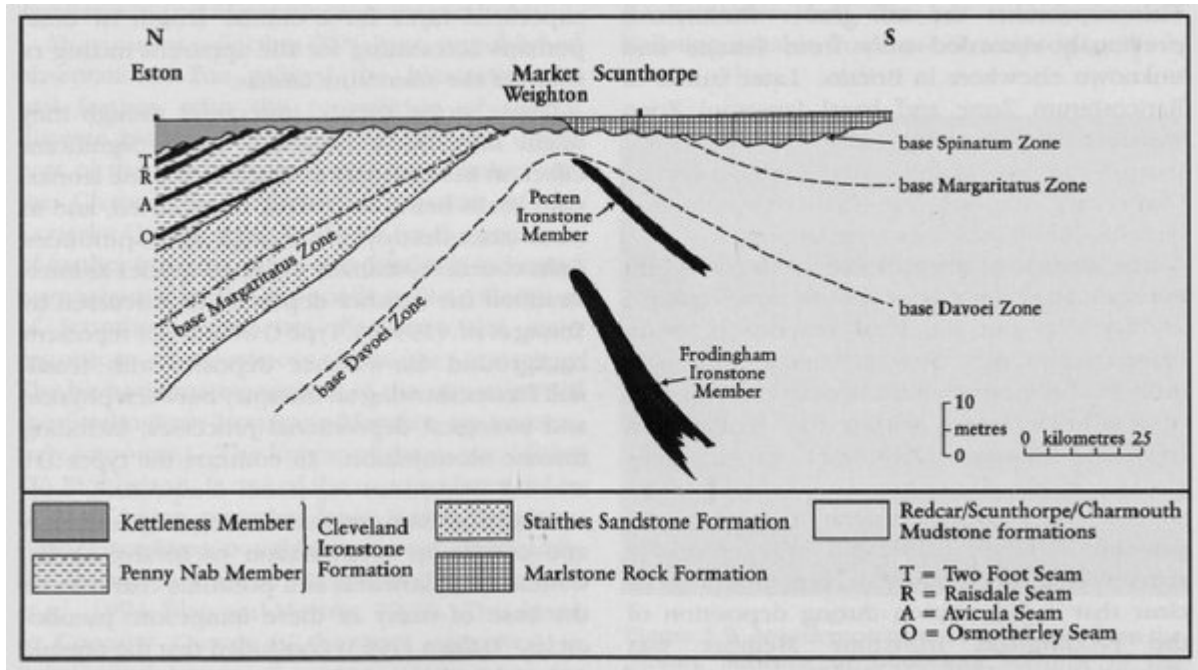 N
S
Eston
Market Scunthorpe
Weighton
T
R
A
O
base Spinatum Zone
base Margaritatus Zone
Pecten
Ironstone
Member
base Margaritatus Zone
base Davoei Zone
base Davoei Zone
Frodingham
Ironstone
Member
10
metres
0
0 kilometres 25
Kettleness Member
Penny Nab Member
Cleveland
Ironstone
Formation
Staithes Sandstone Formation
Marlstone Rock Formation
Redcar/Scunthorpe/Charmouth
Mudstone formations
T = Two Foot Seam
R = Raisdale Seam
A = Avicula Seam
O = Osmotherley Seam